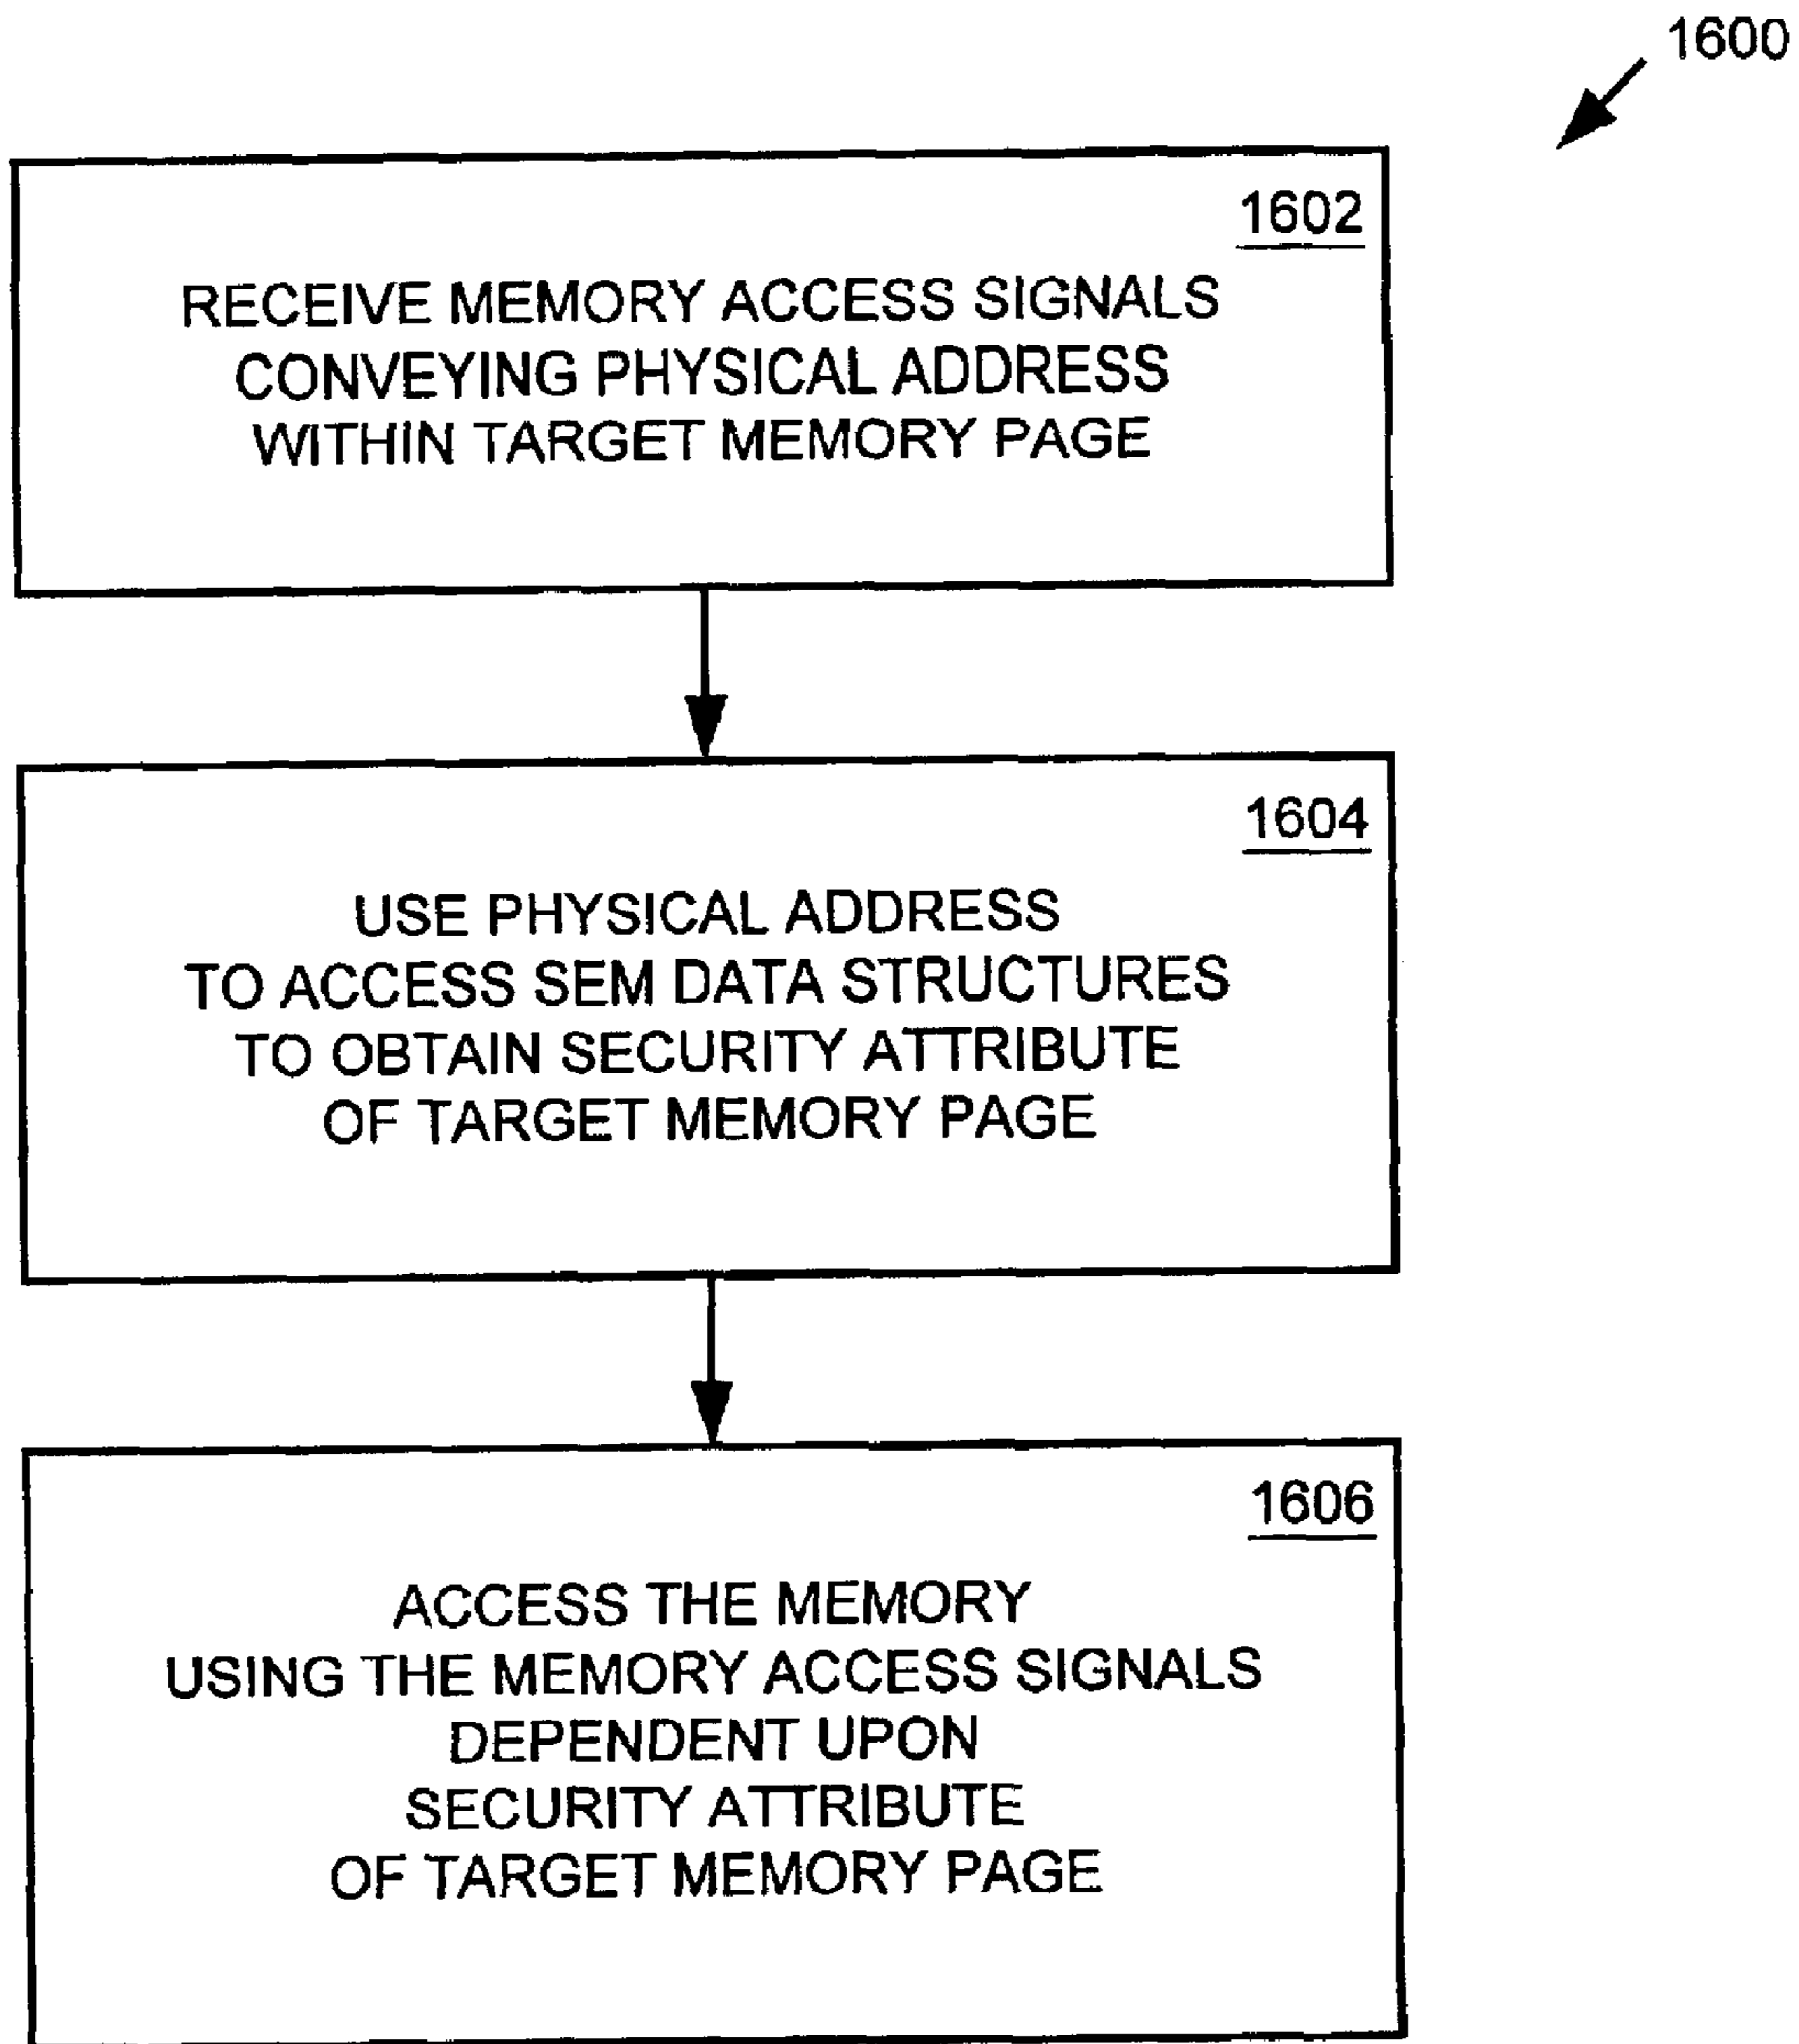 1600
1602
RECEIVE MEMORY ACCESS SIGNALS
CONVEYING PHYSICAL ADDRESS
WITHIN TARGET MEMORY PAGE
1604
USE PHYSICAL ADDRESS
TO ACCESS SEM DATA STRUCTURES
TO OBTAIN SECURITY ATTRIBUTE
OF TARGET MEMORY PAGE
1606
ACCESS THE MEMORY
USING THE MEMORY ACCESS SIGNALS
DEPENDENT UPON
SECURITY ATTRIBUTE
OF TARGET MEMORY PAGE